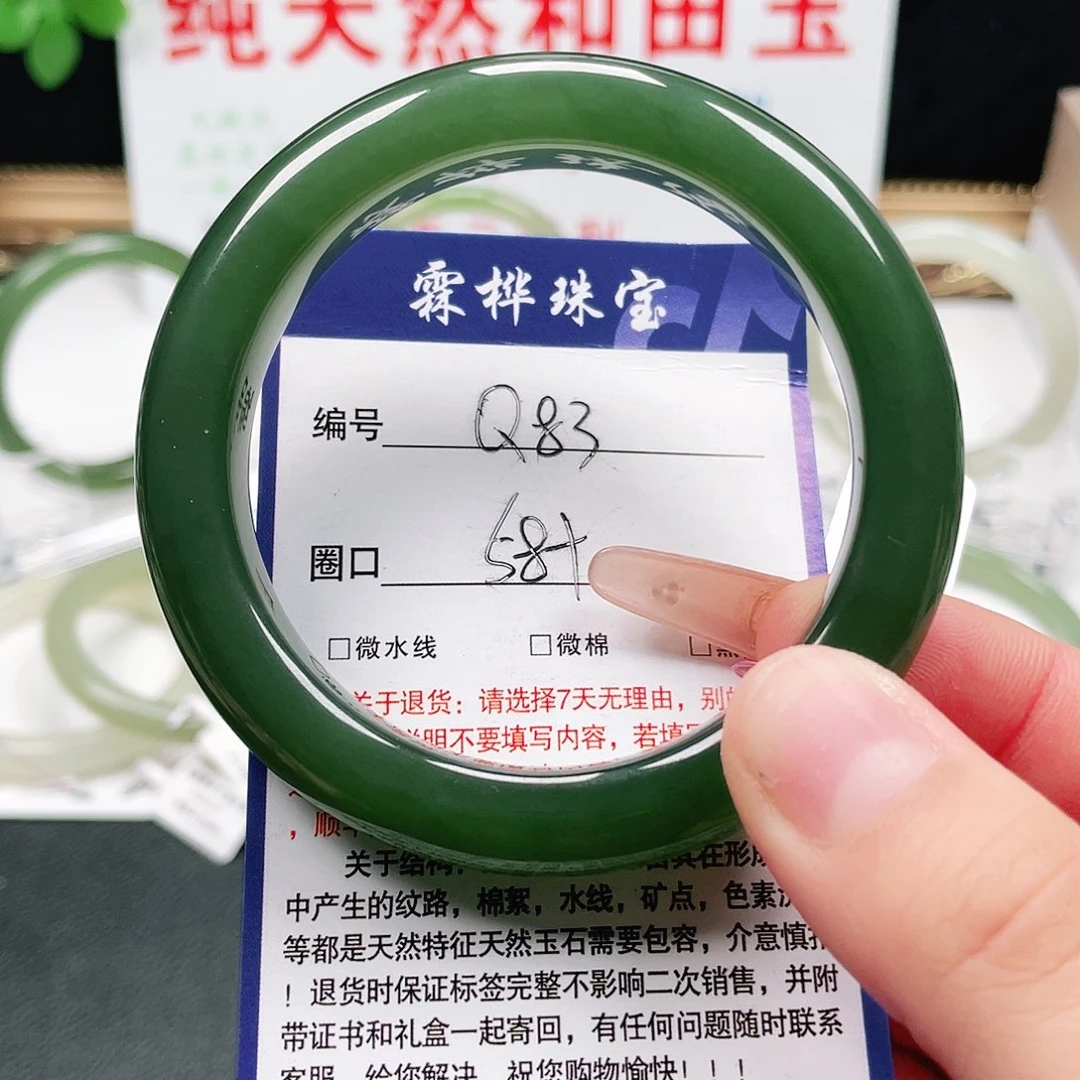 纯天然和田玉
霖桦珠宝
编号 Q83
圈口 58+
□微水线 □微棉
关于退货：请选择7天无理由，别
明不要填写内容，若填
，顺
关于结构： 在形成
中产生的纹路，棉絮，水线，矿点，色素
等都是天然特征天然玉石需要包容，介意慎拍
！退货时保证标签完整不影响二次销售，并附
带证书和礼盒一起寄回，有任何问题随时联系
客服，给您解决，祝您购物愉快！！！